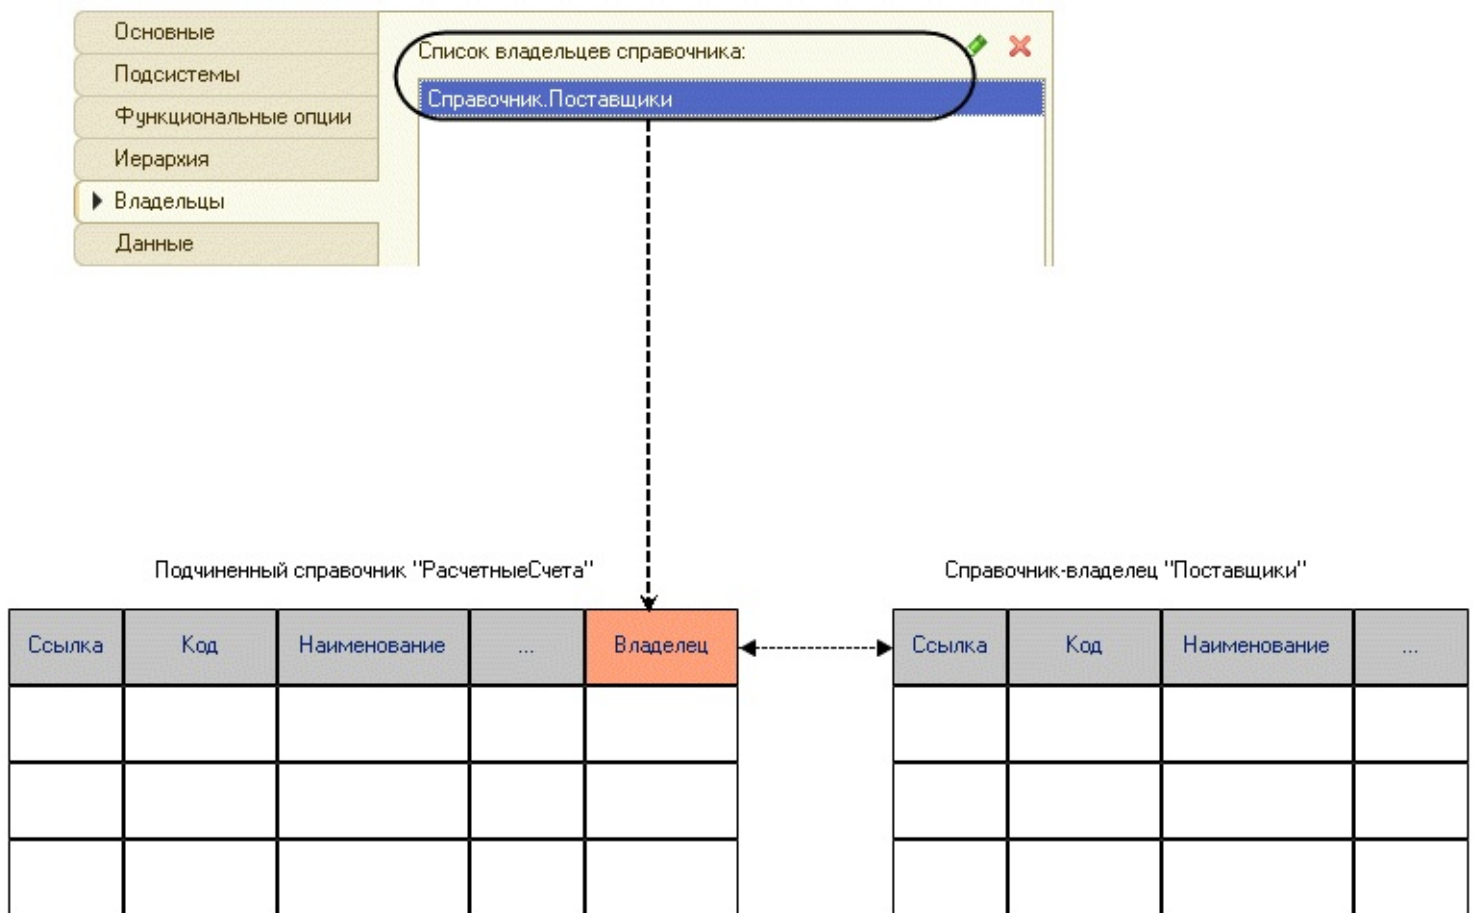 Основные
Подсистемы
Функциональные опции
Иерархия
Владельцы
Данные
Список владельцев справочника:
Справочник.Поставщики
Подчиненный справочник "РасчетныеСчета"
Ссылка Код Наименование ... Владелец
Справочник-владелец "Поставщики"
Ссылка Код Наименование ...